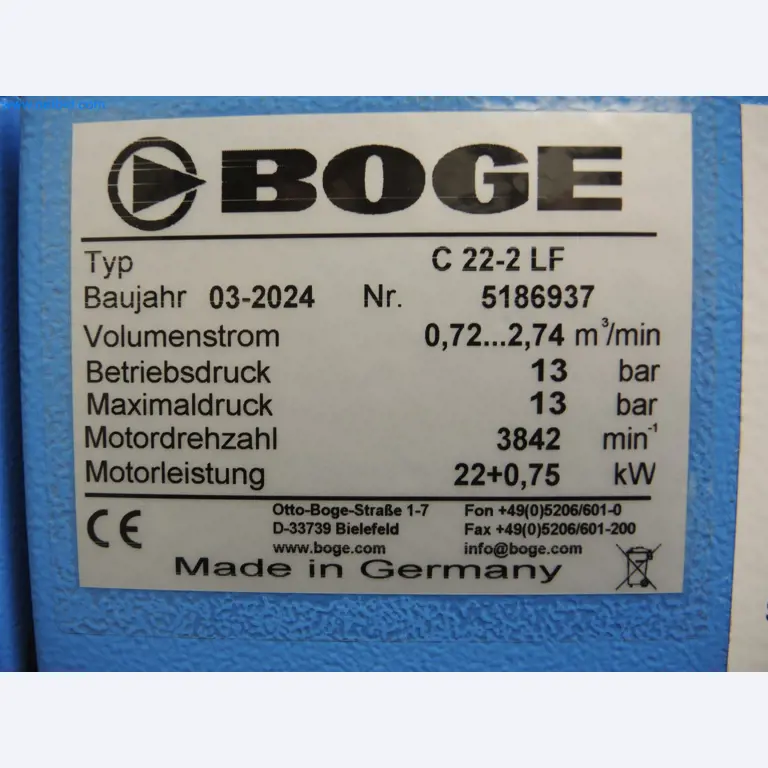 BOGE
Typ C 22-2 LF
Baujahr 03-2024 Nr. 5186937
Volumenstrom 0,72...2,74 m³/min
Betriebsdruck 13 bar
Maximaldruck 13 bar
Motordrehzahl 3842 min⁻¹
Motorleistung 22+0,75 kW
CE
Otto-Boge-Straße 1-7 Fon +49(0)5206/601-0
D-33739 Bielefeld Fax +49(0)5206/601-200
www.boge.com info@boge.com
Made in Germany